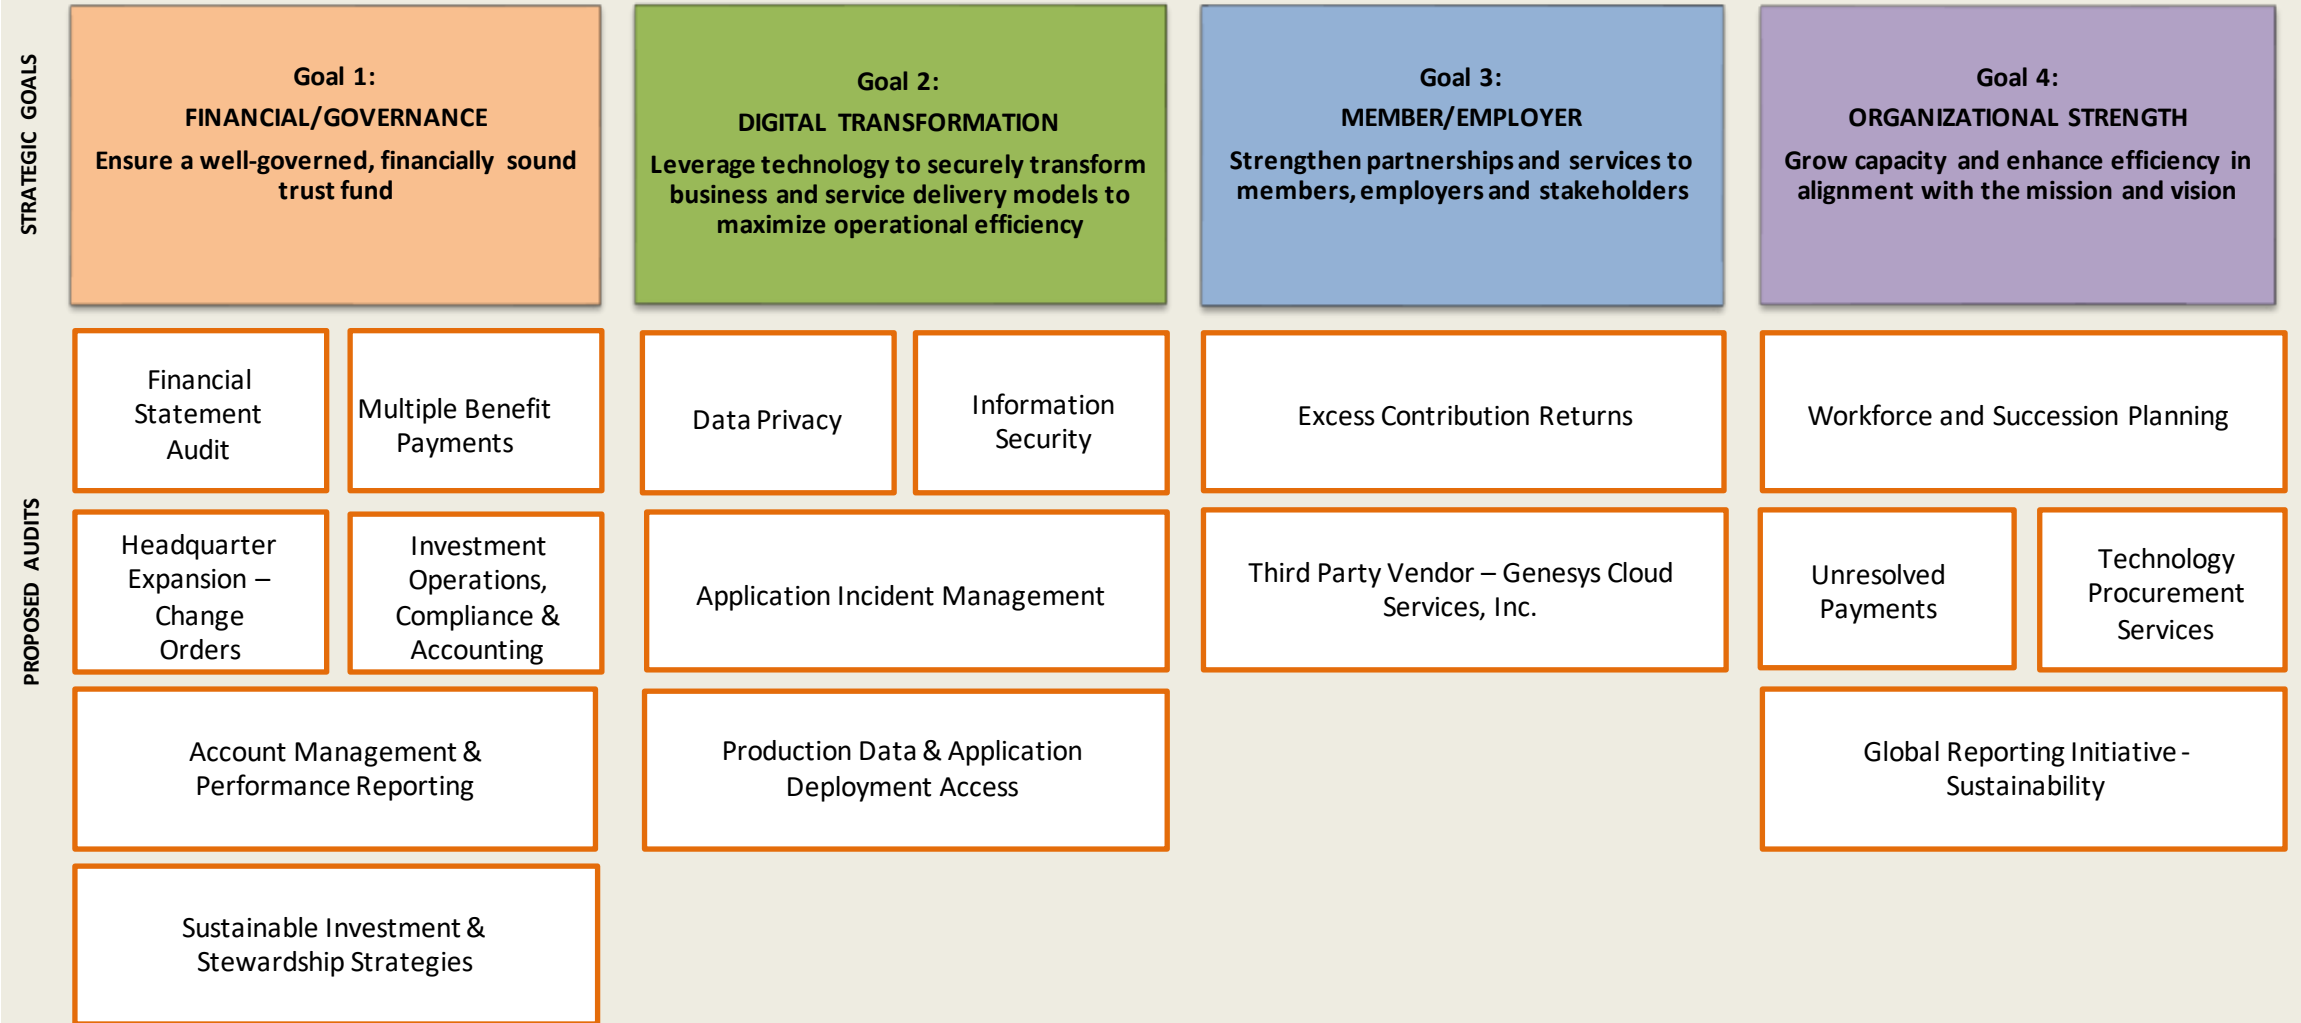 STRATEGIC GOALS
Goal 1:
FINANCIAL/GOVERNANCE
Ensure a well-governed, financially sound
trust fund
Goal 2:
DIGITAL TRANSFORMATION
Leverage technology to securely transform
business and service delivery models to
maximize operational efficiency
Goal 3:
MEMBER/EMPLOYER
Strengthen partnerships and services to
members, employers and stakeholders
Goal 4:
ORGANIZATIONAL STRENGTH
Grow capacity and enhance efficiency in
alignment with the mission and vision
PROPOSED AUDITS
Financial
Statement
Audit
Multiple Benefit
Payments
Headquarter
Expansion –
Change
Orders
Investment
Operations,
Compliance &
Accounting
Account Management &
Performance Reporting
Sustainable Investment &
Stewardship Strategies
Data Privacy
Information
Security
Application Incident Management
Production Data & Application
Deployment Access
Excess Contribution Returns
Third Party Vendor – Genesys Cloud
Services, Inc.
Workforce and Succession Planning
Unresolved
Payments
Technology
Procurement
Services
Global Reporting Initiative -
Sustainability